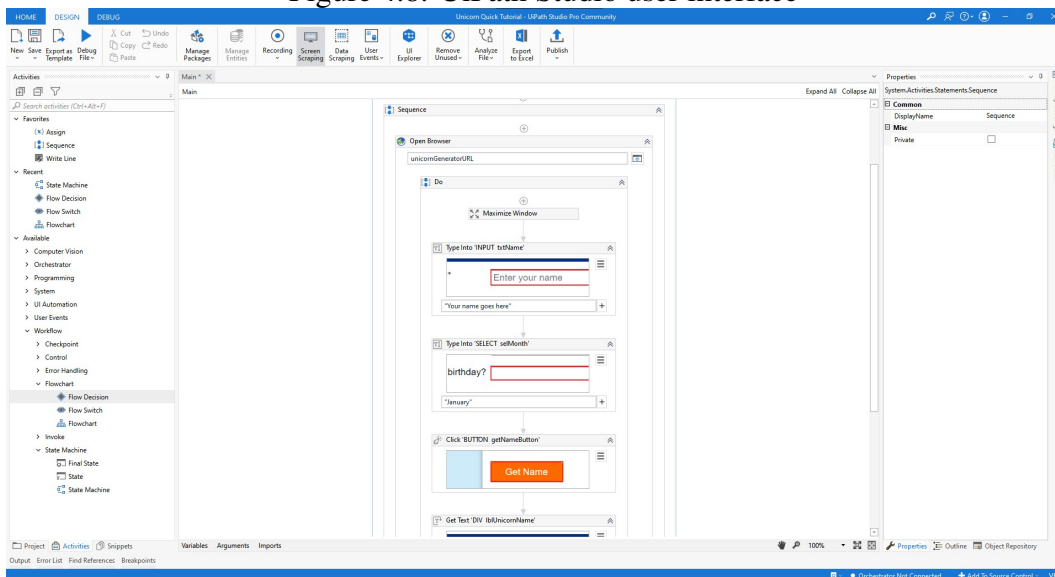 Figure 4.6: UiPath Studio user interface
HOME DESIGN DEBUG
Unicorn Quick Tutorial - UiPath Studio Pro Community
New Save Export as Template Debug File Cut Copy Paste Undo Redo Manage Packages Manage Entities Recording Screen Scraping Data Scraping User Events UI Explorer Remove Unused Analyze File Export to Excel Publish
Activities
Search activities (Ctrl+Alt+F)
Favorites
Assign
Sequence
Write Line
Recent
State Machine
Flow Decision
Flow Switch
Flowchart
Available
Computer Vision
Orchestrator
Programming
System
UI Automation
User Events
Workflow
Checkpoint
Control
Error Handling
Flowchart
Flow Decision
Flow Switch
Flowchart
Invoke
State Machine
Final State
State
State Machine
Main*
Main
Expand All Collapse All
Sequence
Open Browser
unicornGeneratorURL
Do
Maximize Window
Type Into 'INPUT txtName'
* Enter your name
"Your name goes here"
Type Into 'SELECT selMonth'
birthday?
"January"
Click 'BUTTON getNameButton'
Get Name
Get Text 'DIV lblUnicornName'
Properties
System.Activities.Statements.Sequence
Common
DisplayName Sequence
Misc
Private
Project Activities Snippets
Variables Arguments Imports
100%
Properties Outline Object Repository
Output Error List Find References Breakpoints
Orchestrator Not Connected Add To Source Control